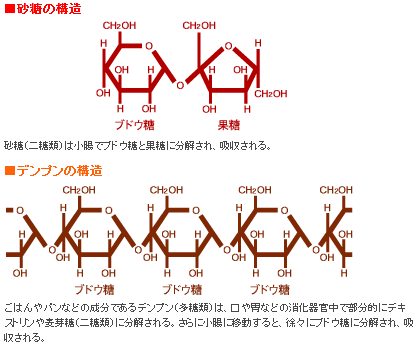 ■砂糖の構造
CH₂OH CH₂OH
H O O H
H
OH H H OH
OH O CH₂OH
H OH OH H
ブドウ糖 果糖
砂糖(二糖類)は小腸でブドウ糖と果糖に分解され、吸収される。
■デンプンの構造
CH₂OH CH₂OH CH₂OH CH₂OH
O H O H O H O H
H OH H OH H OH H OH
O O O O
OH H OH H OH H OH H
ブドウ糖 ブドウ糖 ブドウ糖
ごはんやパンなどの成分であるデンプン(多糖類)は、口や胃などの消化器官中で部分的にデキ
ストリンや麦芽糖(二糖類)に分解される。さらに小腸に移動すると、徐々にブドウ糖に分解され、吸
収される。